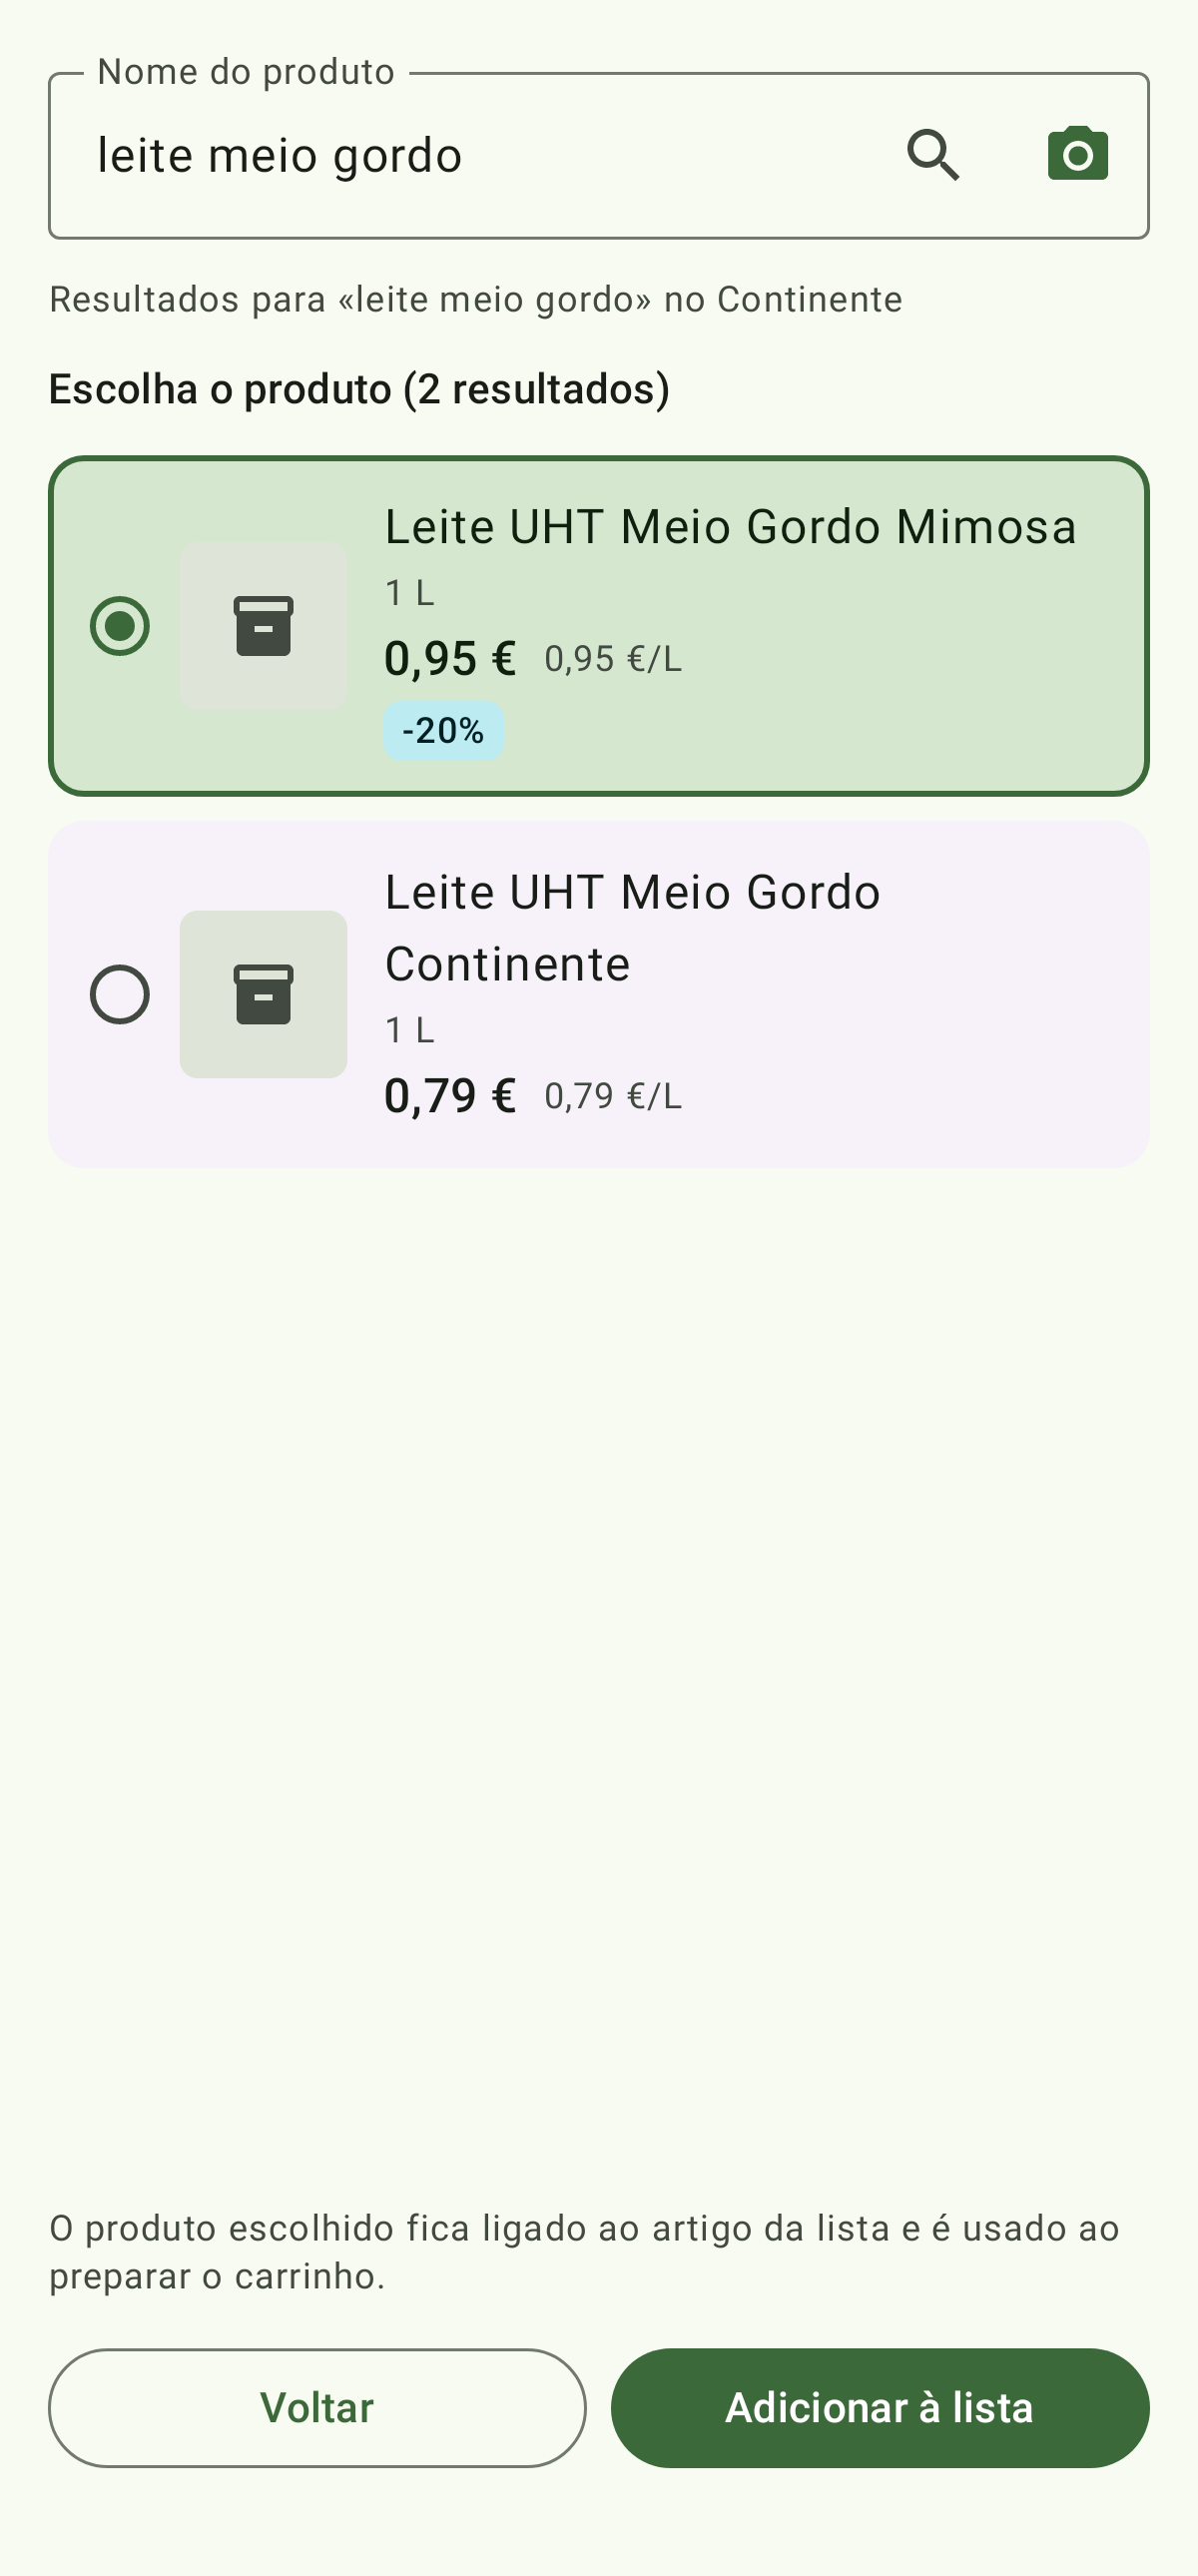 Nome do produto
leite meio gordo
Resultados para «leite meio gordo» no Continente
Escolha o produto (2 resultados)
Leite UHT Meio Gordo Mimosa
1 L
0,95 € 0,95 €/L
-20%
Leite UHT Meio Gordo
Continente
1 L
0,79 € 0,79 €/L
O produto escolhido fica ligado ao artigo da lista e é usado ao
preparar o carrinho.
Voltar Adicionar à lista